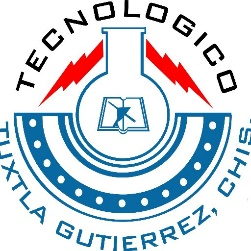 TECNOLOGICO
TUXTLA GUTIERREZ, CHIS.